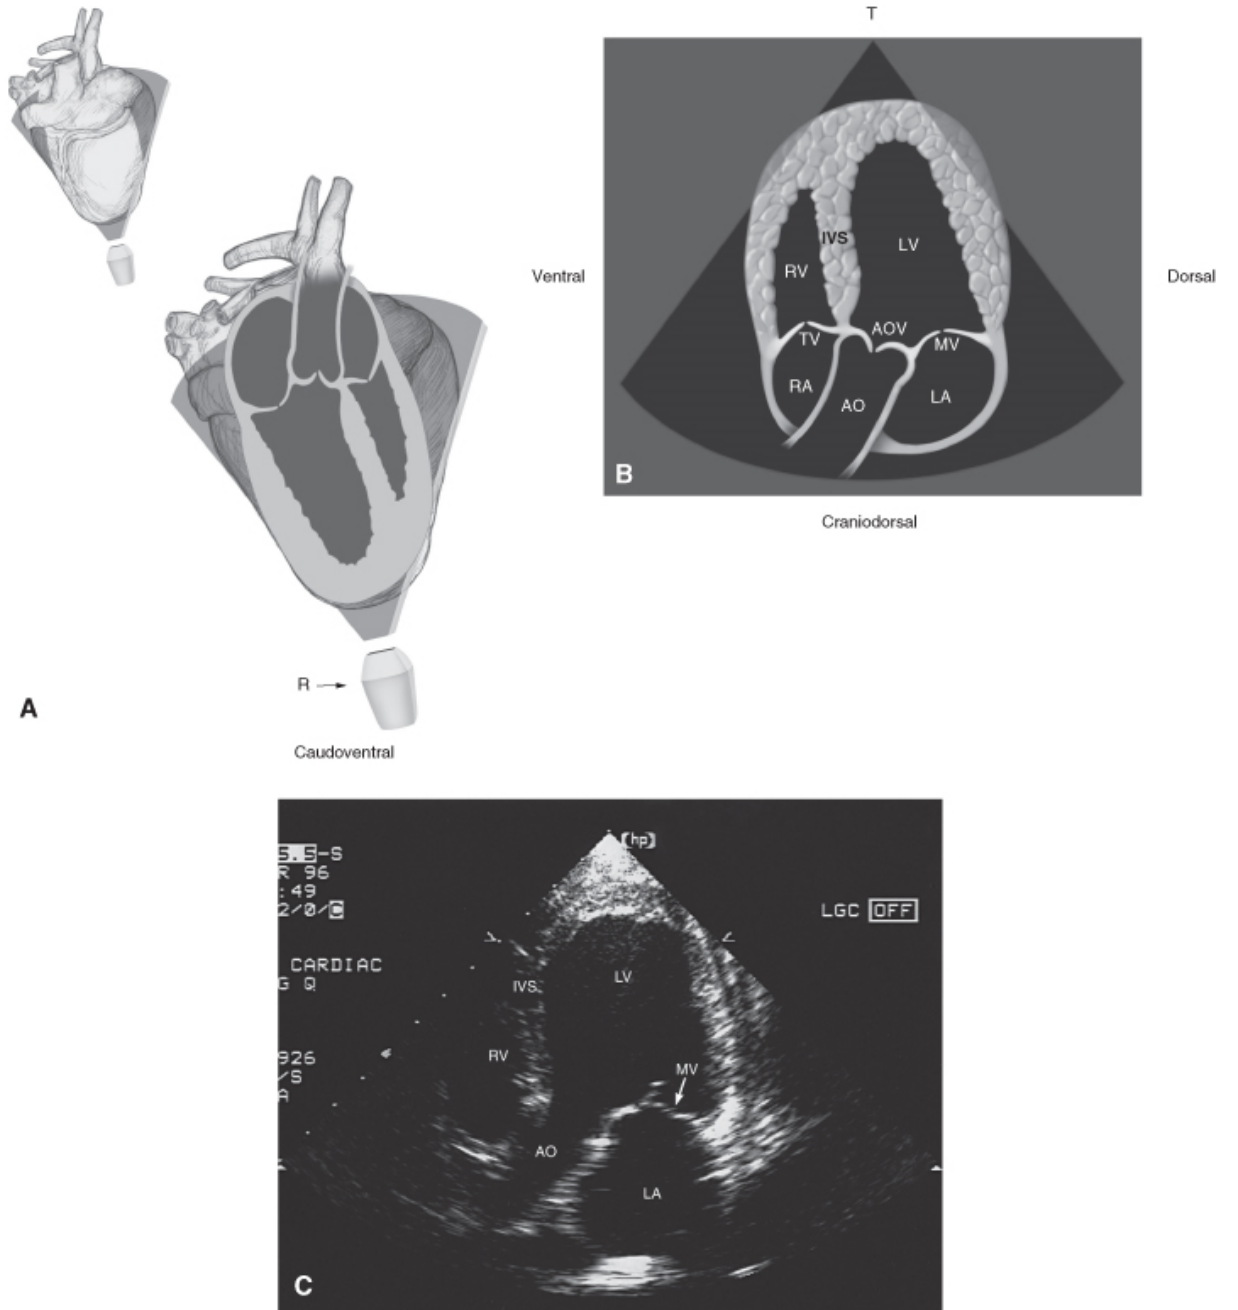 T
Ventral
Dorsal
IVS
LV
RV
AOV
TV
MV
RA
LA
AO
B
Craniodorsal
R
A
Caudoventral
[hp]
5.5-S
R 96
:49
2/0/C
LGC OFF
CARDIAC
G Q
IVS
LV
RV
926
/S
A
MV
AO
LA
C